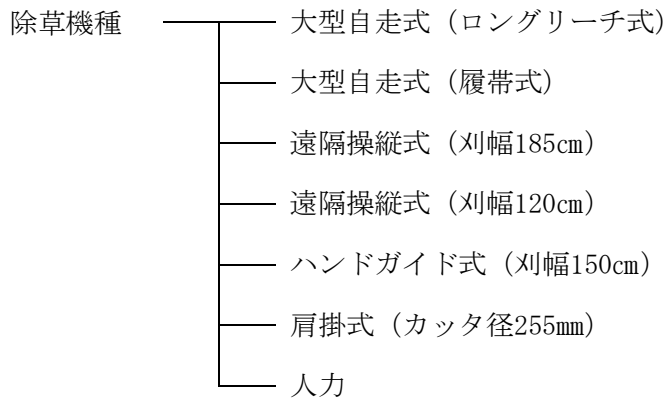 除草機種 大型自走式（ロングリーチ式）
大型自走式（履帯式）
遠隔操縦式（刈幅185㎝）
遠隔操縦式（刈幅120㎝）
ハンドガイド式（刈幅150㎝）
肩掛式（カッタ径255㎜）
人力